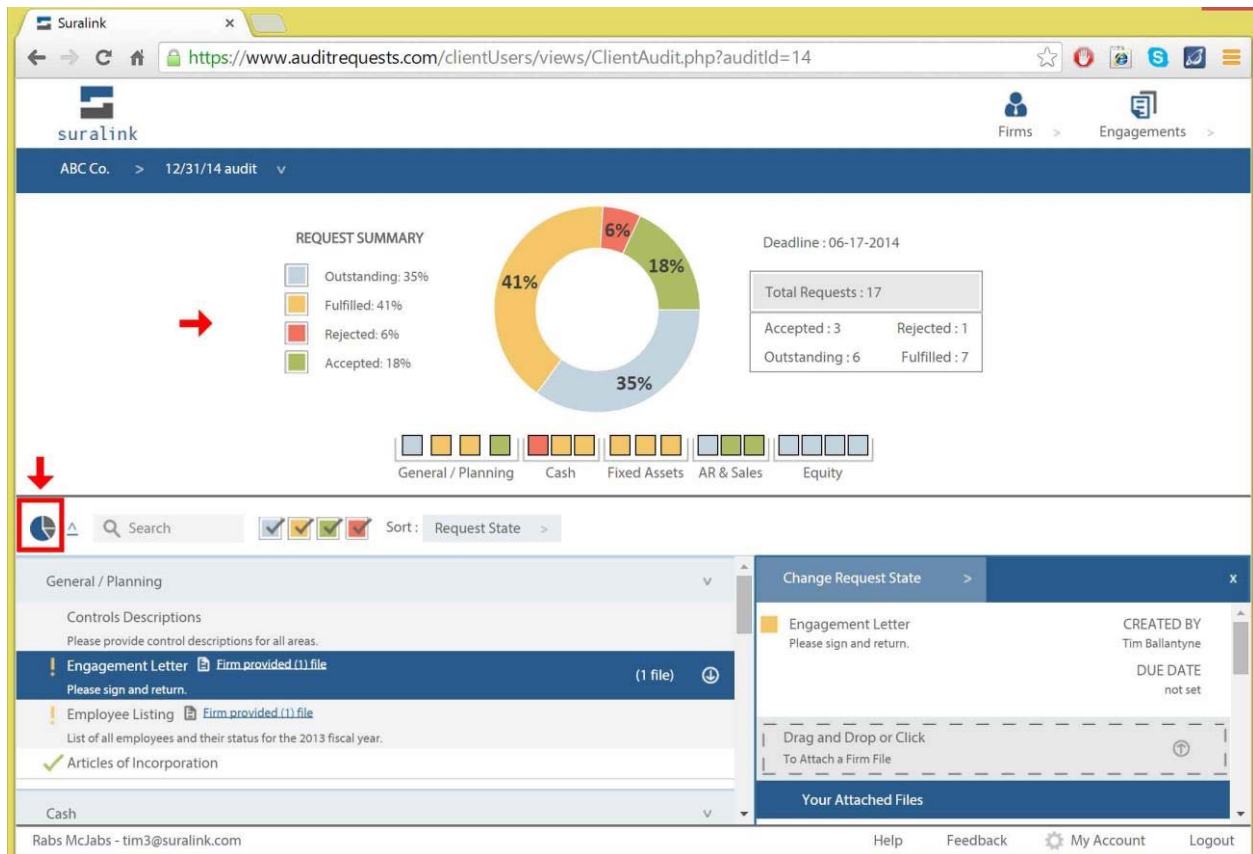 Suralink
https://www.auditrequests.com/clientUsers/views/ClientAudit.php?auditId=14
suralink
Firms >
Engagements >
ABC Co. > 12/31/14 audit v
REQUEST SUMMARY
Outstanding: 35%
Fulfilled: 41%
Rejected: 6%
Accepted: 18%
6%
18%
41%
35%
Deadline : 06-17-2014
Total Requests : 17
Accepted : 3 Rejected : 1
Outstanding : 6 Fulfilled : 7
General / Planning Cash Fixed Assets AR & Sales Equity
Search
Sort : Request State >
General / Planning v
Controls Descriptions
Please provide control descriptions for all areas.
Engagement Letter Firm provided (1) file (1 file)
Please sign and return.
Employee Listing Firm provided (1) file
List of all employees and their status for the 2013 fiscal year.
Articles of Incorporation
Cash v
Change Request State > x
Engagement Letter
Please sign and return.
CREATED BY
Tim Ballantyne
DUE DATE
not set
Drag and Drop or Click
To Attach a Firm File
Your Attached Files
Rabs McJabs - tim3@suralink.com
Help Feedback My Account Logout